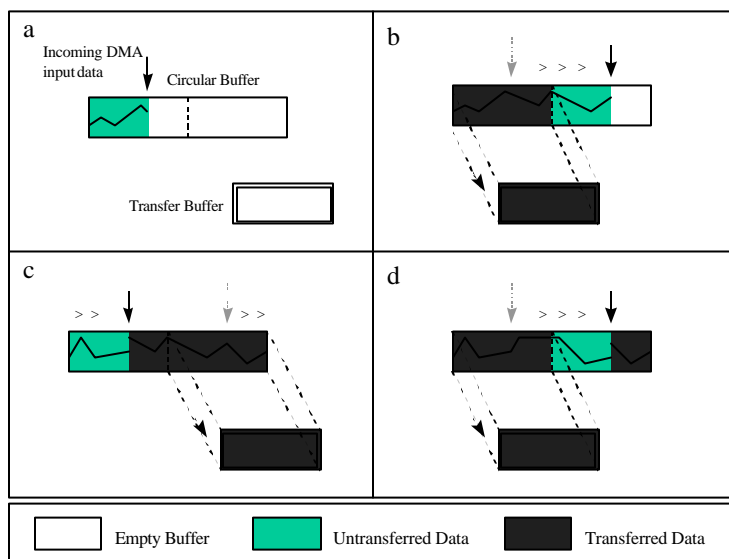 a
Incoming DMA
input data
Circular Buffer
Transfer Buffer
b
> > >
c
> >
> >
d
> > >
Empty Buffer
Untransferred Data
Transferred Data